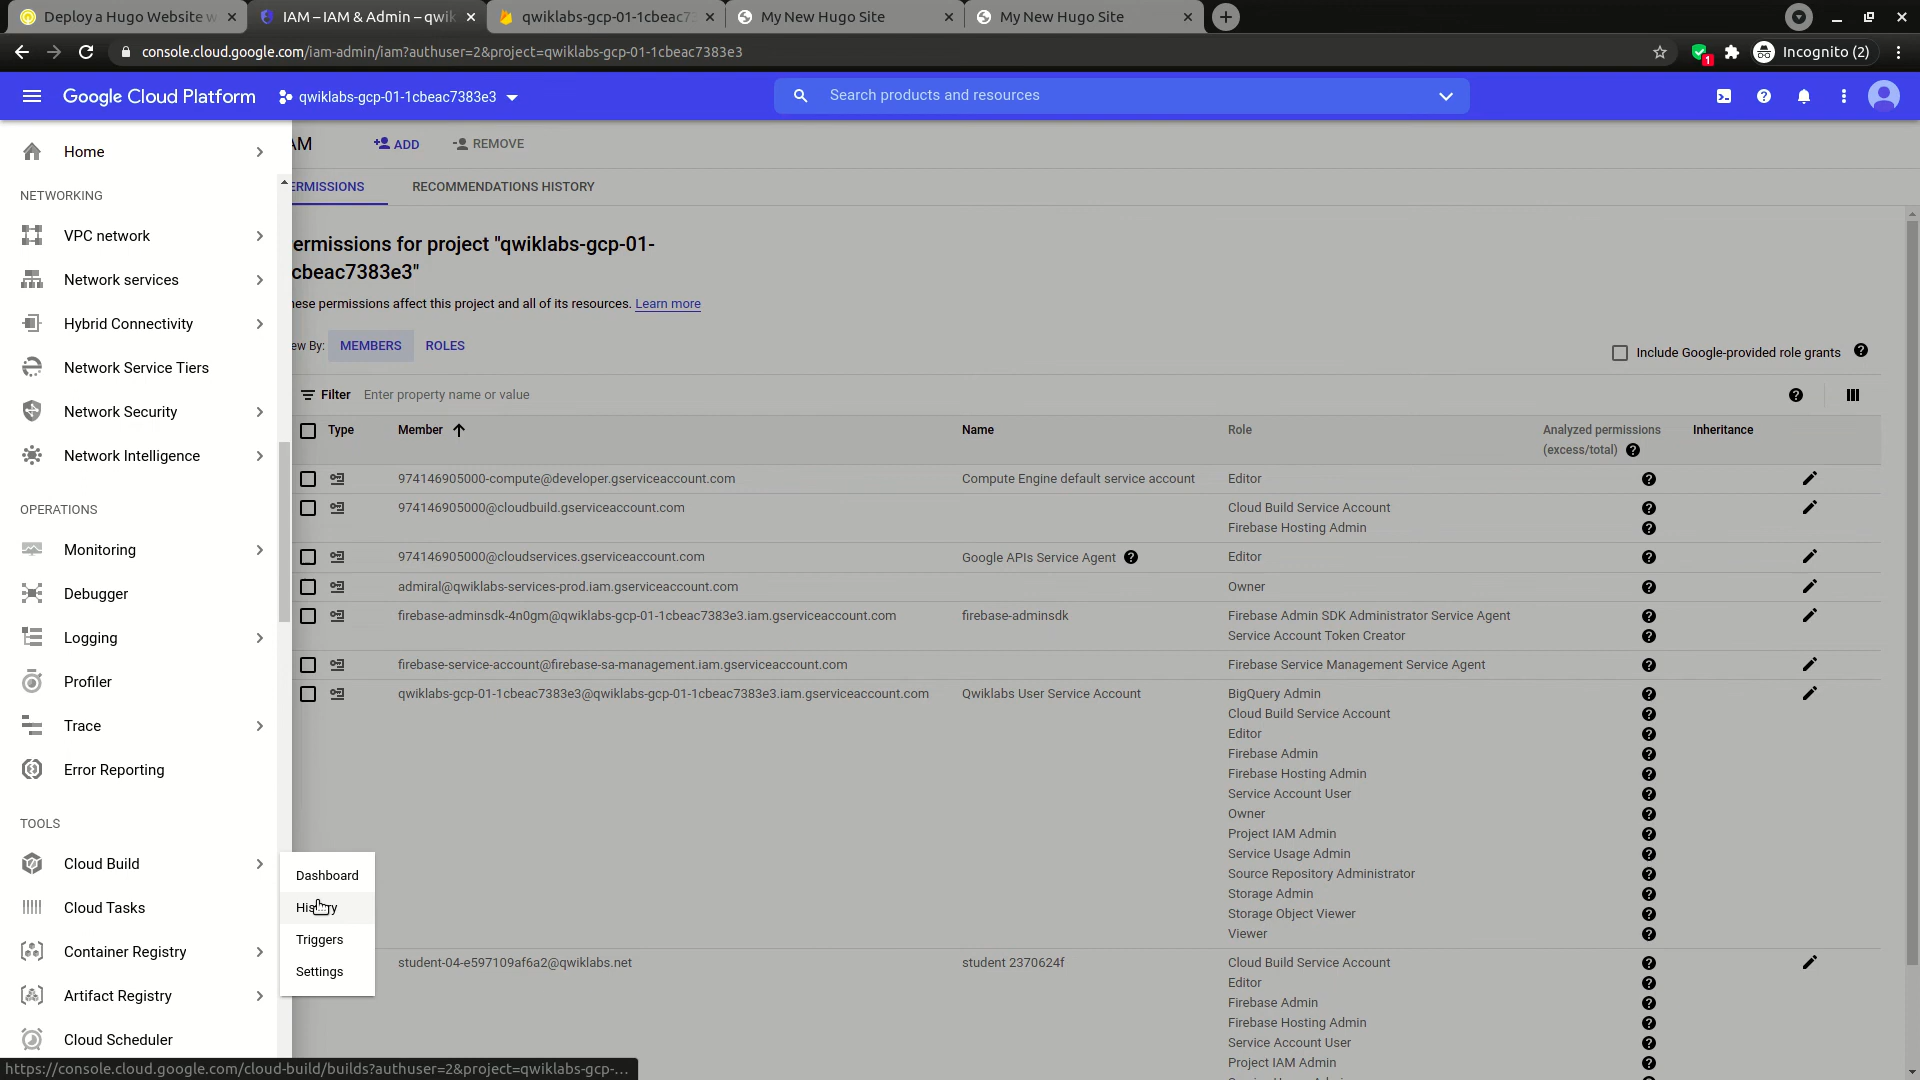 Deploy a Hugo Website w
IAM – IAM & Admin – qwik
qwiklabs-gcp-01-1cbeac73
My New Hugo Site
My New Hugo Site
console.cloud.google.com/iam-admin/iam?authuser=2&project=qwiklabs-gcp-01-1cbeac7383e3
1
Incognito (2)
Google Cloud Platform
qwiklabs-gcp-01-1cbeac7383e3
Search products and resources
Home
NETWORKING
VPC network
Network services
Hybrid Connectivity
Network Service Tiers
Network Security
Network Intelligence
OPERATIONS
Monitoring
Debugger
Logging
Profiler
Trace
Error Reporting
TOOLS
Cloud Build
Cloud Tasks
Container Registry
Artifact Registry
Cloud Scheduler
Dashboard
History
Triggers
Settings
AM
ADD
REMOVE
ERMISSIONS
RECOMMENDATIONS HISTORY
ermissions for project "qwiklabs-gcp-01-
cbeac7383e3"
hese permissions affect this project and all of its resources. Learn more
ew By:
MEMBERS
ROLES
Include Google-provided role grants
Filter
Enter property name or value
Type
Member
Name
Role
Analyzed permissions
(excess/total)
Inheritance
974146905000-compute@developer.gserviceaccount.com
Compute Engine default service account
Editor
974146905000@cloudbuild.gserviceaccount.com
Cloud Build Service Account
Firebase Hosting Admin
974146905000@cloudservices.gserviceaccount.com
Google APIs Service Agent
Editor
admiral@qwiklabs-services-prod.iam.gserviceaccount.com
Owner
firebase-adminsdk-4n0gm@qwiklabs-gcp-01-1cbeac7383e3.iam.gserviceaccount.com
firebase-adminsdk
Firebase Admin SDK Administrator Service Agent
Service Account Token Creator
firebase-service-account@firebase-sa-management.iam.gserviceaccount.com
Firebase Service Management Service Agent
qwiklabs-gcp-01-1cbeac7383e3@qwiklabs-gcp-01-1cbeac7383e3.iam.gserviceaccount.com
Qwiklabs User Service Account
BigQuery Admin
Cloud Build Service Account
Editor
Firebase Admin
Firebase Hosting Admin
Service Account User
Owner
Project IAM Admin
Service Usage Admin
Source Repository Administrator
Storage Admin
Storage Object Viewer
Viewer
student-04-e597109af6a2@qwiklabs.net
student 2370624f
Cloud Build Service Account
Editor
Firebase Admin
Firebase Hosting Admin
Service Account User
Project IAM Admin
https://console.cloud.google.com/cloud-build/builds?authuser=2&project=qwiklabs-gcp-...